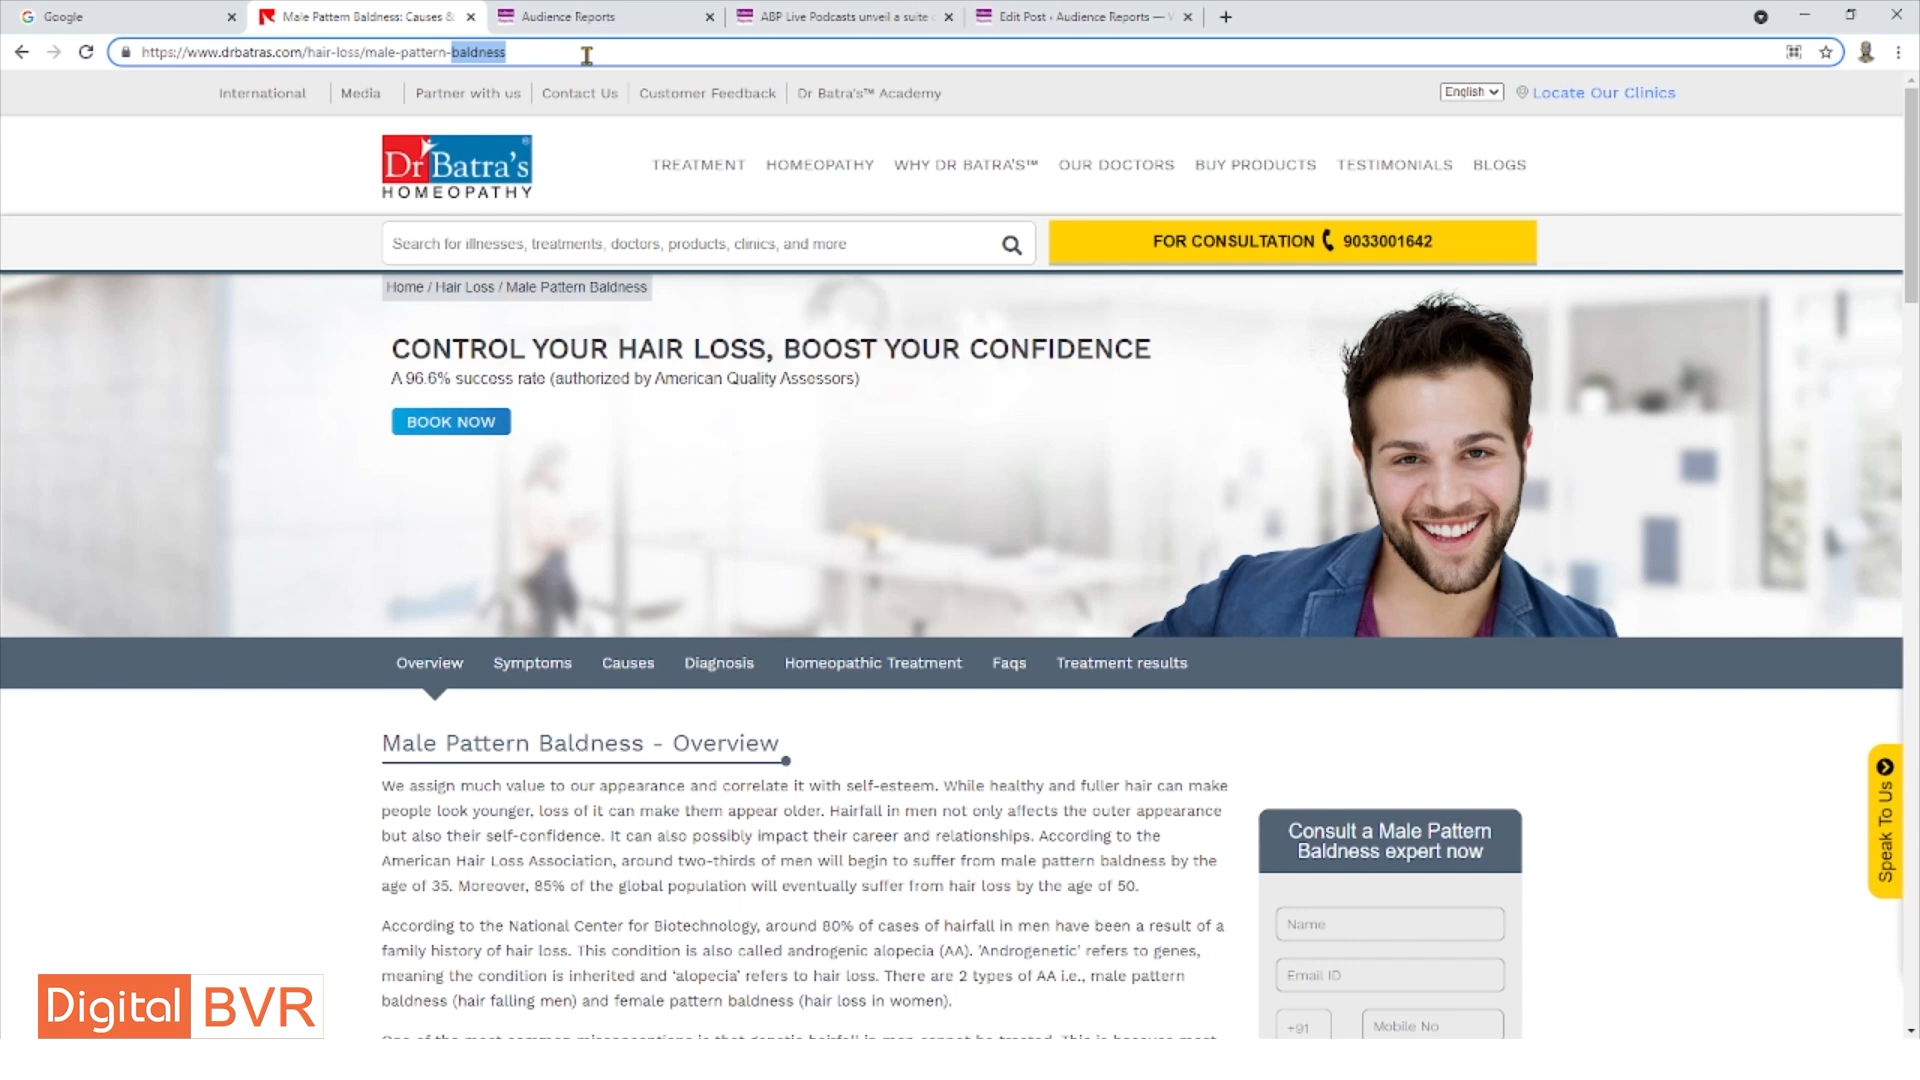 Google
Male Pattern Baldness: Causes &
Audience Reports
ABP Live Podcasts unveil a suite
Edit Post ‹ Audience Reports —
https://www.drbatras.com/hair-loss/male-pattern-baldness
International
Media
Partner with us
Contact Us
Customer Feedback
Dr Batra's™ Academy
English
Locate Our Clinics
Dr Batra's®
HOMEOPATHY
TREATMENT
HOMEOPATHY
WHY DR BATRA'S™
OUR DOCTORS
BUY PRODUCTS
TESTIMONIALS
BLOGS
Search for illnesses, treatments, doctors, products, clinics, and more
FOR CONSULTATION 9033001642
Home / Hair Loss / Male Pattern Baldness
CONTROL YOUR HAIR LOSS, BOOST YOUR CONFIDENCE
A 96.6% success rate (authorized by American Quality Assessors)
BOOK NOW
Overview
Symptoms
Causes
Diagnosis
Homeopathic Treatment
Faqs
Treatment results
Male Pattern Baldness - Overview
We assign much value to our appearance and correlate it with self-esteem. While healthy and fuller hair can make
people look younger, loss of it can make them appear older. Hairfall in men not only affects the outer appearance
but also their self-confidence. It can also possibly impact their career and relationships. According to the
American Hair Loss Association, around two-thirds of men will begin to suffer from male pattern baldness by the
age of 35. Moreover, 85% of the global population will eventually suffer from hair loss by the age of 50.
According to the National Center for Biotechnology, around 80% of cases of hairfall in men have been a result of a
family history of hair loss. This condition is also called androgenic alopecia (AA). 'Androgenetic' refers to genes,
meaning the condition is inherited and 'alopecia' refers to hair loss. There are 2 types of AA i.e., male pattern
baldness (hair falling men) and female pattern baldness (hair loss in women).
Consult a Male Pattern
Baldness expert now
Name
Email ID
+91
Mobile No
Speak To Us
Digital BVR